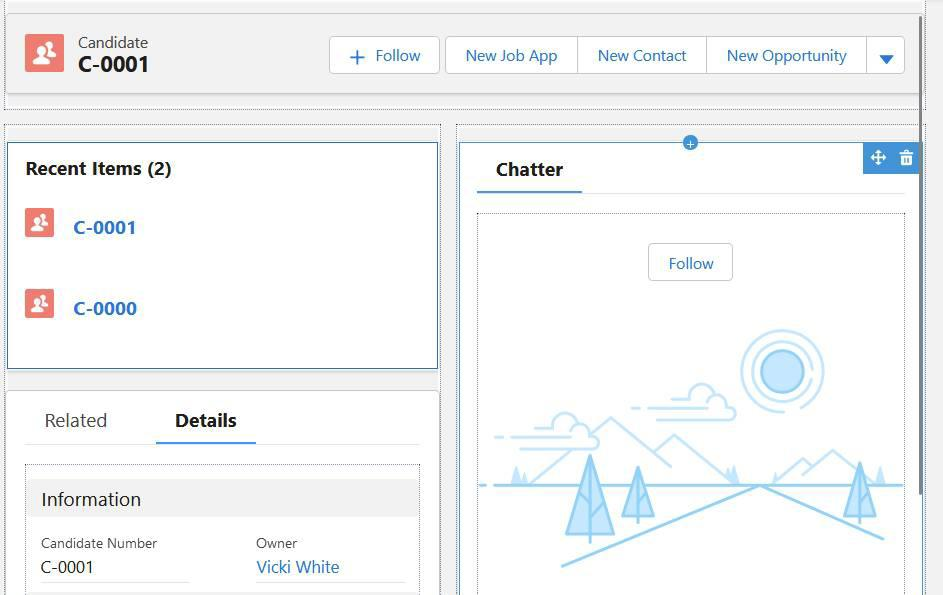 Candidate
C-0001
Follow
New Job App
New Contact
New Opportunity
Recent Items (2)
C-0001
C-0000
Related
Details
Information
Candidate Number
Owner
C-0001
Vicki White
Chatter
Follow